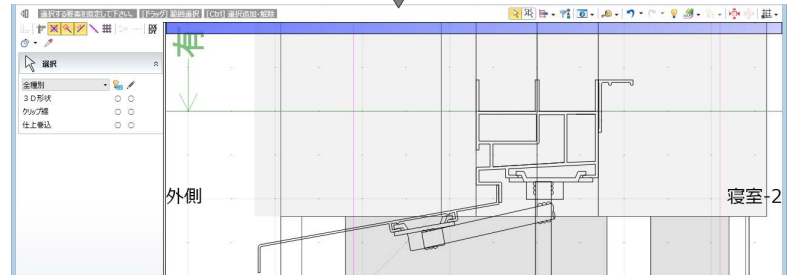 選択する要素を指定して下さい。 [[ドラッグ] 範囲選択 [[Ctrl] 選択追加・解除
有
選択
全種別
3D形状
クリップ線
仕上巻込
外側
寝室-2